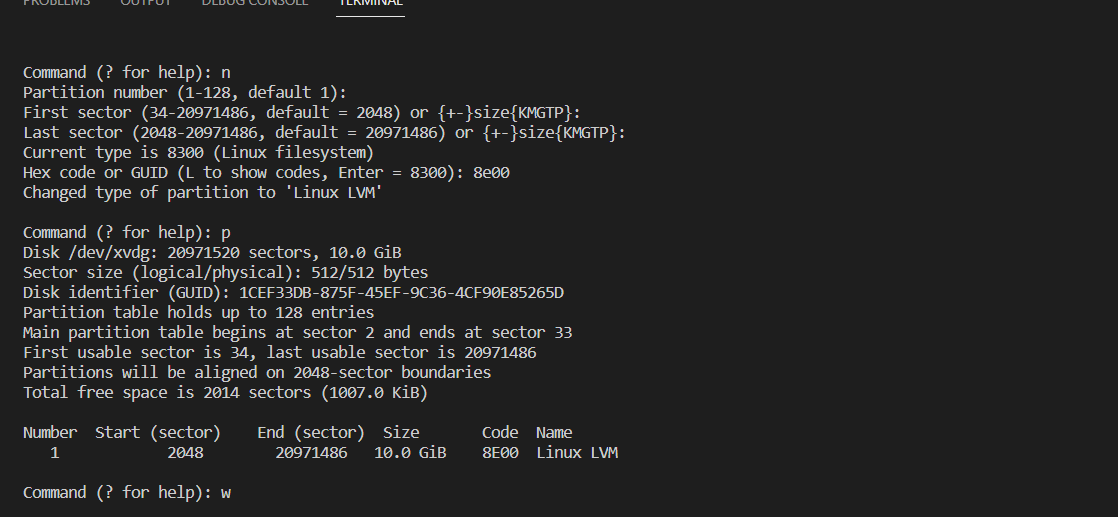 PROBLEMS OUTPUT DEBUG CONSOLE TERMINAL
Command (? for help): n
Partition number (1-128, default 1):
First sector (34-20971486, default = 2048) or {+-}size{KMGTP}:
Last sector (2048-20971486, default = 20971486) or {+-}size{KMGTP}:
Current type is 8300 (Linux filesystem)
Hex code or GUID (L to show codes, Enter = 8300): 8e00
Changed type of partition to 'Linux LVM'
Command (? for help): p
Disk /dev/xvdg: 20971520 sectors, 10.0 GiB
Sector size (logical/physical): 512/512 bytes
Disk identifier (GUID): 1CEF33DB-875F-45EF-9C36-4CF90E85265D
Partition table holds up to 128 entries
Main partition table begins at sector 2 and ends at sector 33
First usable sector is 34, last usable sector is 20971486
Partitions will be aligned on 2048-sector boundaries
Total free space is 2014 sectors (1007.0 KiB)
Number  Start (sector)    End (sector)  Size       Code  Name
   1            2048        20971486   10.0 GiB    8E00  Linux LVM
Command (? for help): w